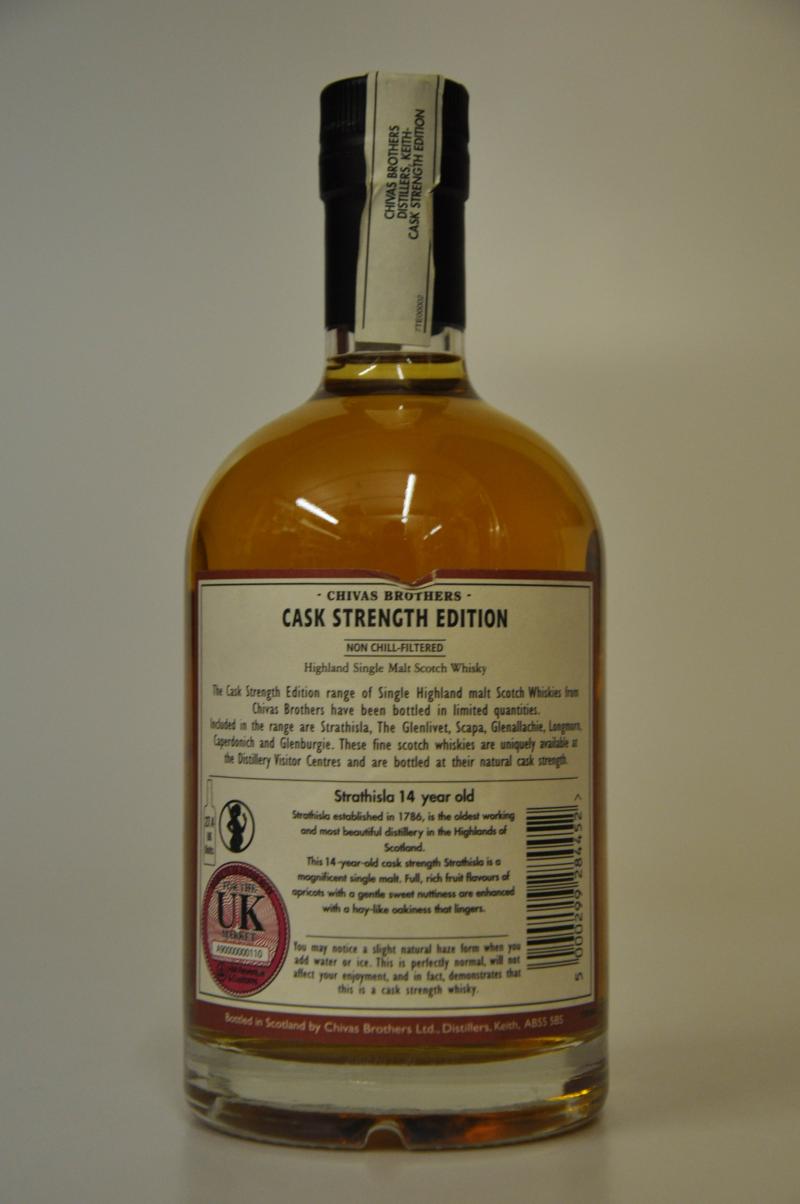 CHIVAS BROTHERS
DISTILLERS, KEITH-
CASK STRENGTH EDITION
- CHIVAS BROTHERS -
CASK STRENGTH EDITION
NON CHILL-FILTERED
Highland Single Malt Scotch Whisky
The Cask Strength Edition range of Single Highland malt Scotch Whiskies from
Chivas Brothers have been bottled in limited quantities.
Included in the range are Strathisla, The Glenlivet, Scapa, Glenallachie, Longmorn,
Caperdonich and Glenburgie. These fine scotch whiskies are uniquely available at
the Distillery Visitor Centres and are bottled at their natural cask strength.
Strathisla 14 year old
Strathisla established in 1786, is the oldest working
and most beautiful distillery in the Highlands of
Scotland.
This 14-year-old cask strength Strathisla is a
magnificent single malt. Full, rich fruit flavours of
apricots with a gentle sweet nuttiness are enhanced
with a hay-like oakiness that lingers.
You may notice a slight natural haze form when you
add water or ice. This is perfectly normal, will not
affect your enjoyment, and in fact, demonstrates that
this is a cask strength whisky.
FOR THE
UK
MARKET
A90000000110
5 000299 284452 >
Bottled in Scotland by Chivas Brothers Ltd., Distillers, Keith, AB55 5BS